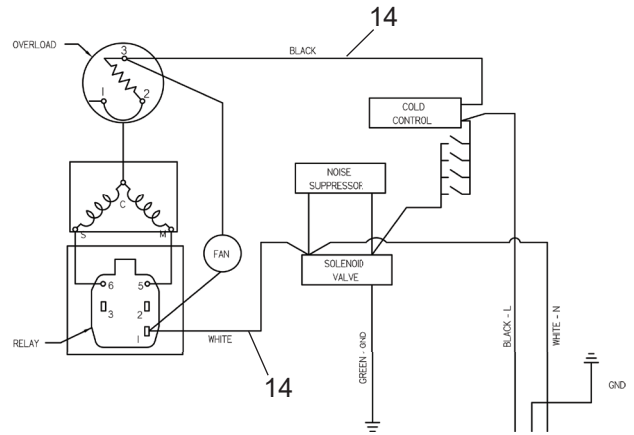 14
OVERLOAD
3
BLACK
1
2
COLD
CONTROL
NOISE
SUPPRESSOR
C
S
M
FAN
SOLENOID
VALVE
6
5
3
2
1
RELAY
WHITE
14
GREEN - GND
BLACK - L
WHITE - N
GND